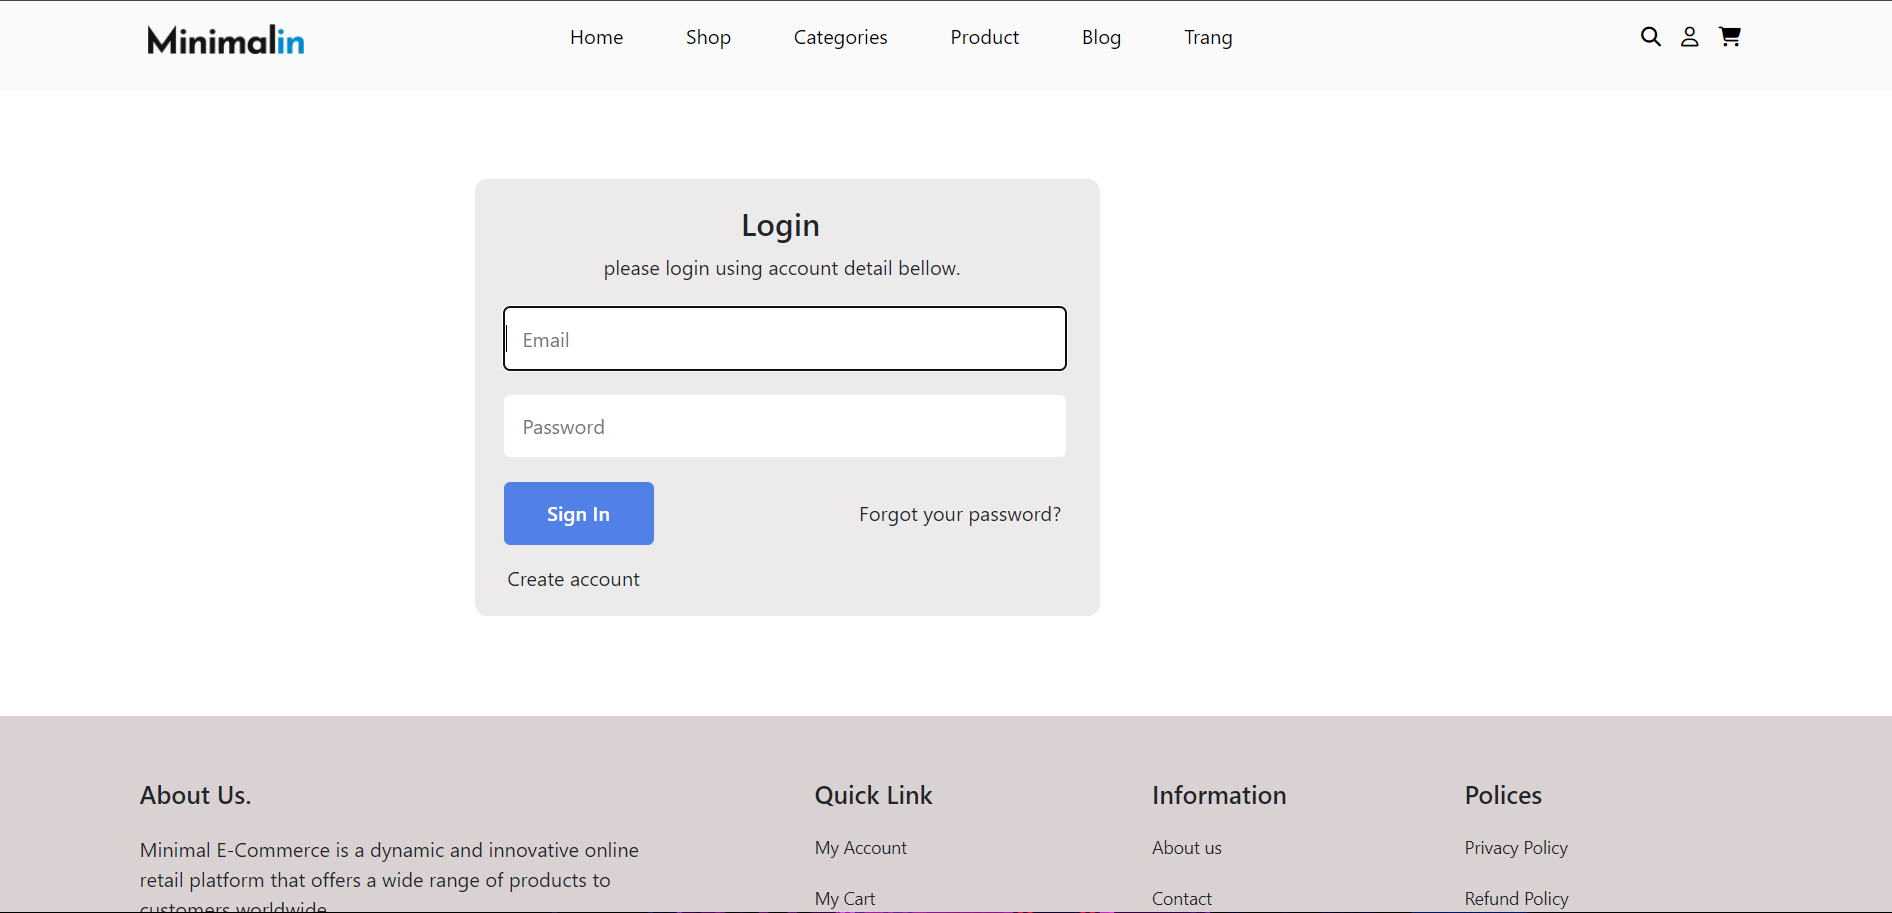 Minimalin
Home Shop Categories Product Blog Trang
Login
please login using account detail bellow.
Email
Password
Sign In
Forgot your password?
Create account
About Us.
Minimal E-Commerce is a dynamic and innovative online
retail platform that offers a wide range of products to
customers worldwide
Quick Link
My Account
My Cart
Information
About us
Contact
Polices
Privacy Policy
Refund Policy